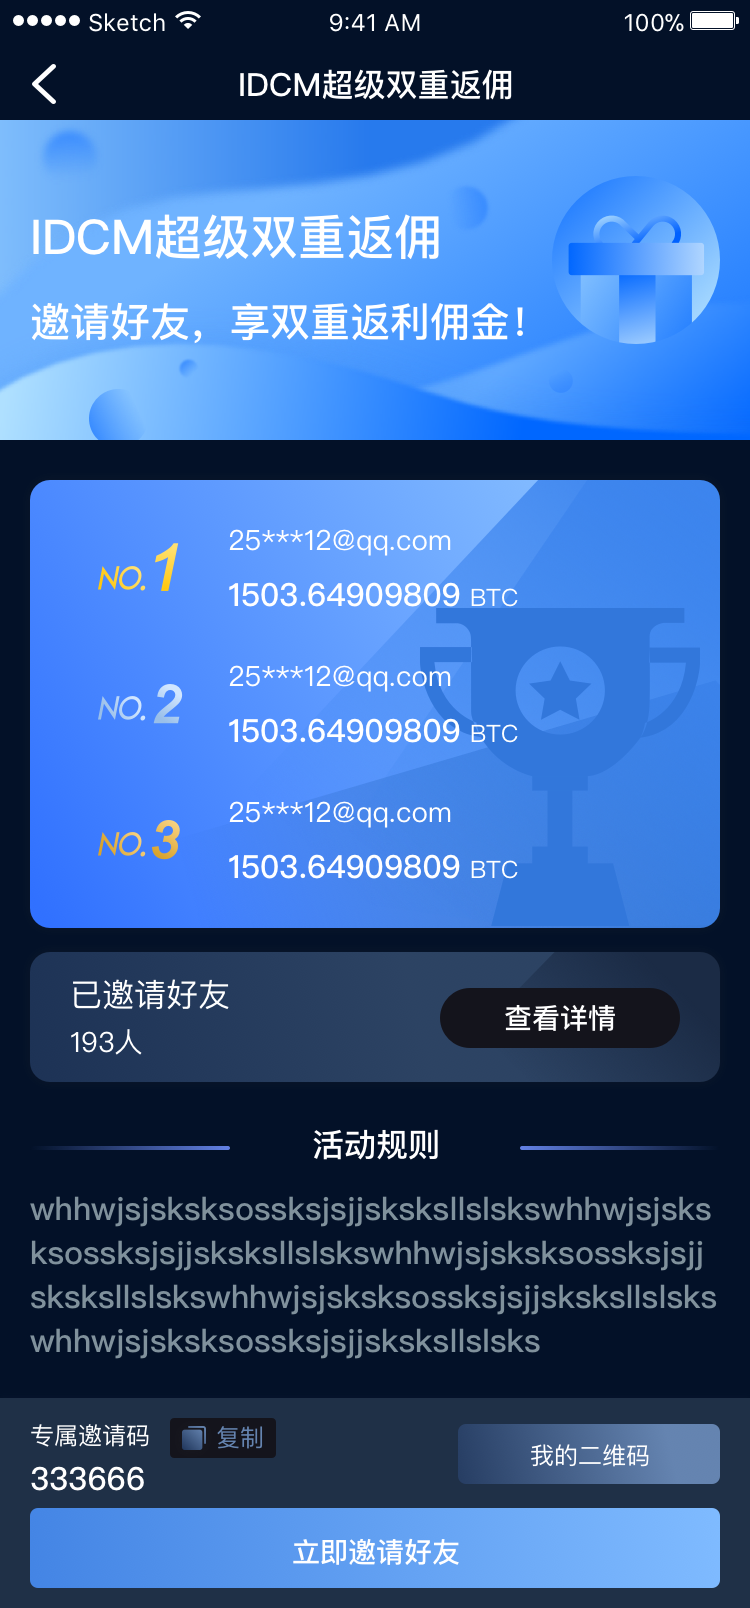 Sketch 9:41 AM 100%
IDCM超级双重返佣
IDCM超级双重返佣
邀请好友，享双重返利佣金！
NO.1 25***12@qq.com
1503.64909809 BTC
NO.2 25***12@qq.com
1503.64909809 BTC
NO.3 25***12@qq.com
1503.64909809 BTC
已邀请好友
193人
查看详情
活动规则
whhwjsjsksksossksjsjjsksksllslskswhhwjsjsks
ksossksjsjjsksksllslskswhhwjsjsksksossksjsjj
sksksllslskswhhwjsjsksksossksjsjjsksksllslsks
whhwjsjsksksossksjsjjsksksllslsks
专属邀请码 复制
333666
我的二维码
立即邀请好友